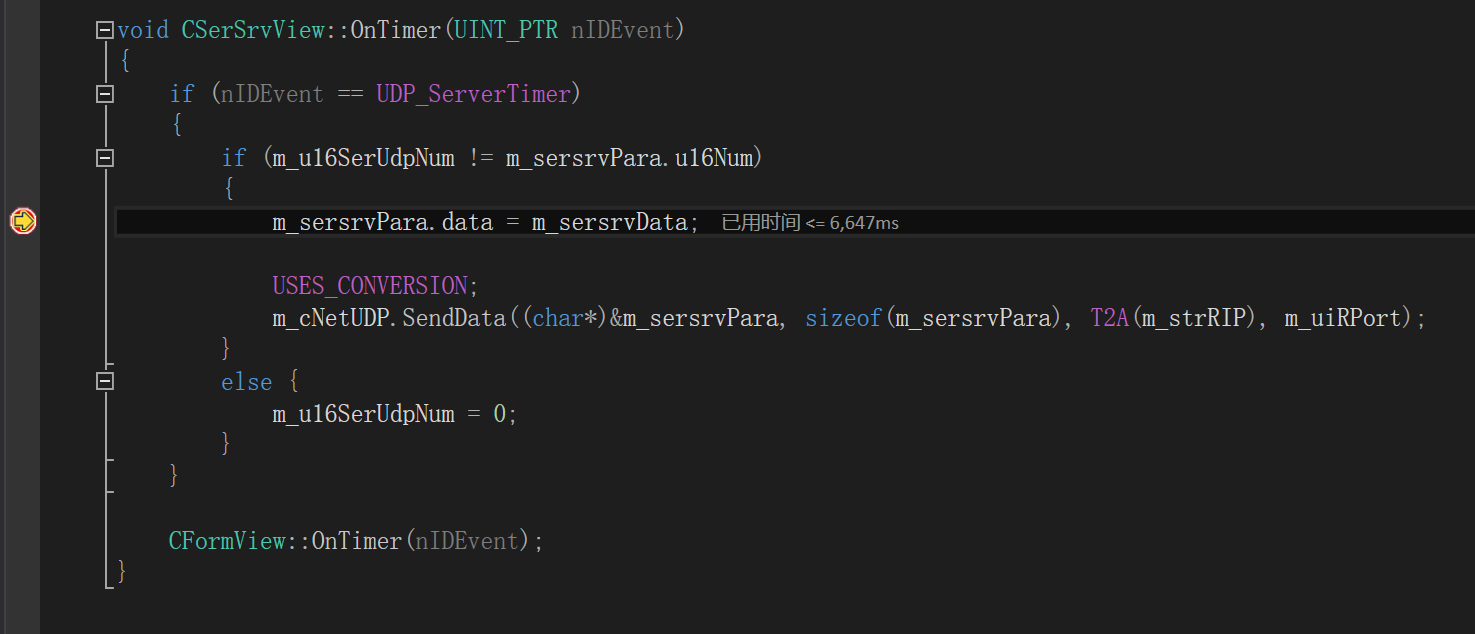 void CSerSrvView::OnTimer(UINT_PTR nIDEvent)
{
if (nIDEvent == UDP_ServerTimer)
{
if (m_u16SerUdpNum != m_sersrvPara.u16Num)
{
m_sersrvPara.data = m_sersrvData; 已用时间 <= 6,647ms
USES_CONVERSION;
m_cNetUDP.SendData((char*)&m_sersrvPara, sizeof(m_sersrvPara), T2A(m_strRIP), m_uiRPort);
}
else {
m_u16SerUdpNum = 0;
}
}
CFormView::OnTimer(nIDEvent);
}